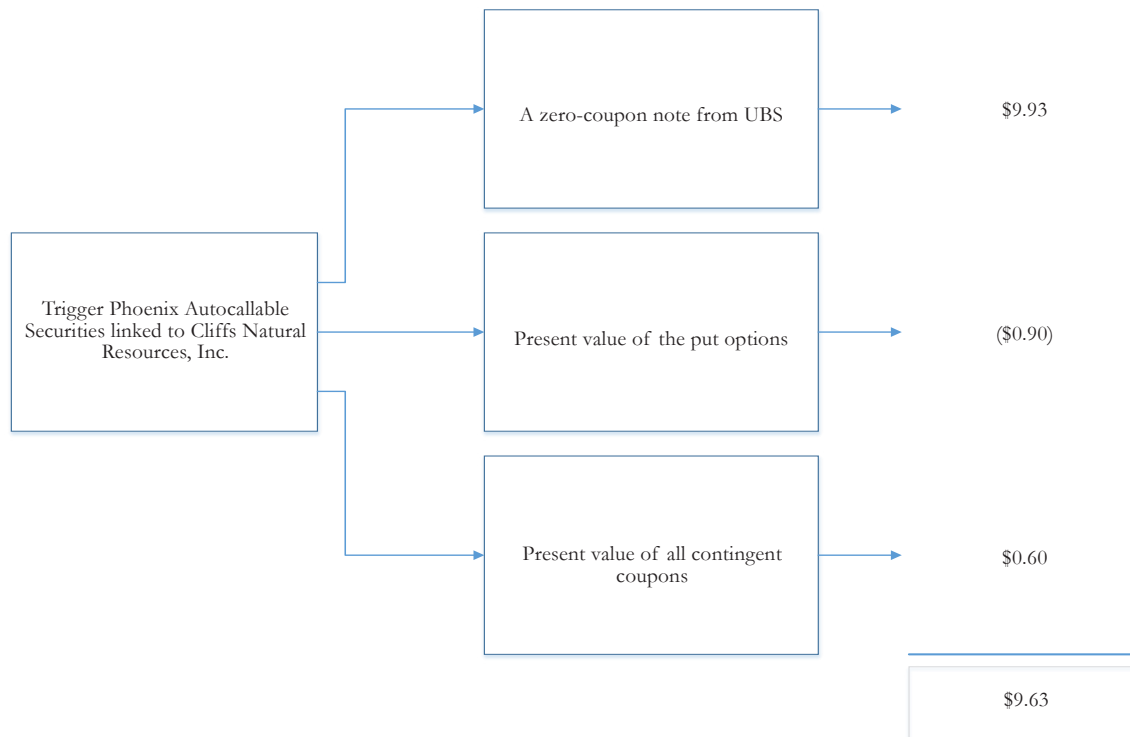 A zero-coupon note from UBS
$9.93
Trigger Phoenix Autocallable
Securities linked to Cliffs Natural
Resources, Inc.
Present value of the put options
($0.90)
Present value of all contingent
coupons
$0.60
$9.63